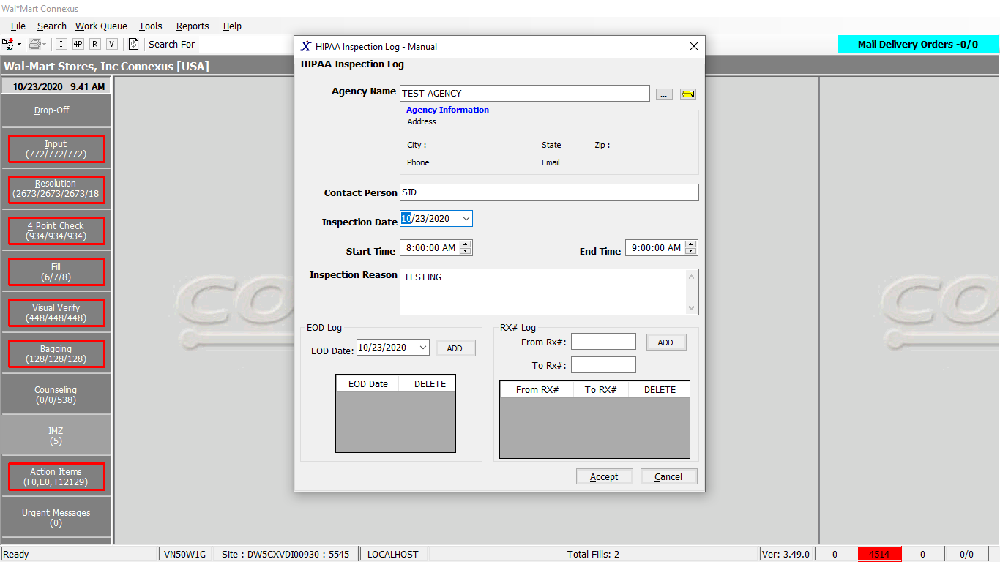 Wal*Mart Connexus
File Search Work Queue Tools Reports Help
I 4P R V Search For
Mail Delivery Orders -0/0
Wal-Mart Stores, Inc Connexus [USA]
10/23/2020 9:41 AM
Drop-Off
Input
(772/772/772)
Resolution
(2673/2673/2673/18
4 Point Check
(934/934/934)
Fill
(6/7/8)
Visual Verify
(448/448/448)
Bagging
(128/128/128)
Counseling
(0/0/538)
IMZ
(5)
Action Items
(F0,E0,T12129)
Urgent Messages
(0)
CO
CO
HIPAA Inspection Log - Manual
HIPAA Inspection Log
Agency Name TEST AGENCY ...
Agency Information
Address
City : State Zip :
Phone Email
Contact Person SID
Inspection Date 10/23/2020
Start Time 8:00:00 AM End Time 9:00:00 AM
Inspection Reason TESTING
EOD Log
EOD Date: 10/23/2020 ADD
EOD Date DELETE
RX# Log
From Rx#: ADD
To Rx#:
From RX# To RX# DELETE
Accept Cancel
Ready VN50W1G Site : DW5CXVDI00930 : 5545 LOCALHOST Total Fills: 2 Ver: 3.49.0 0 4514 0 0/0